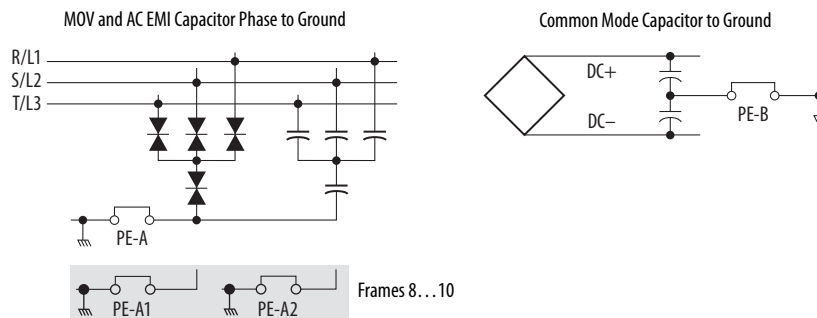 MOV and AC EMI Capacitor Phase to Ground
R/L1
S/L2
T/L3
PE-A
PE-A1
PE-A2
Frames 8…10
Common Mode Capacitor to Ground
DC+
DC–
PE-B